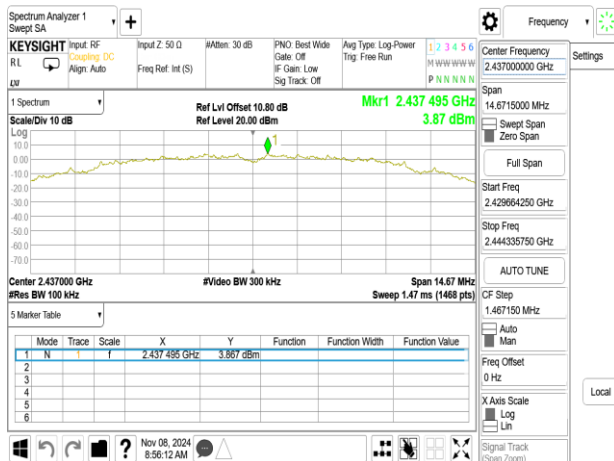 Spectrum Analyzer 1
Swept SA
Frequency
KEYSIGHT
RL
LXI
Input: RF
Coupling: DC
Align: Auto
Input Z: 50 Ω
Freq Ref: Int (S)
#Atten: 30 dB
PNO: Best Wide
Gate: Off
IF Gain: Low
Sig Track: Off
Avg Type: Log-Power
Trig: Free Run
1 2 3 4 5 6
M W W W W W
P N N N N N
1 Spectrum
Scale/Div 10 dB
Ref Lvl Offset 10.80 dB
Ref Level 20.00 dBm
Mkr1 2.437 495 GHz
3.87 dBm
Log
10.0
0.00
-10.0
-20.0
-30.0
-40.0
-50.0
-60.0
-70.0
1
Center 2.437000 GHz
#Res BW 100 kHz
#Video BW 300 kHz
Span 14.67 MHz
Sweep 1.47 ms (1468 pts)
5 Marker Table
Mode Trace Scale X Y Function Function Width Function Value
1 N 1 f 2.437 495 GHz 3.867 dBm
2
3
4
5
6
Nov 08, 2024
8:56:12 AM
Center Frequency
2.437000000 GHz
Settings
Span
14.6715000 MHz
Swept Span
Zero Span
Full Span
Start Freq
2.429664250 GHz
Stop Freq
2.444335750 GHz
AUTO TUNE
CF Step
1.467150 MHz
Auto
Man
Freq Offset
0 Hz
Local
X Axis Scale
Log
Lin
Signal Track
(Span Zoom)